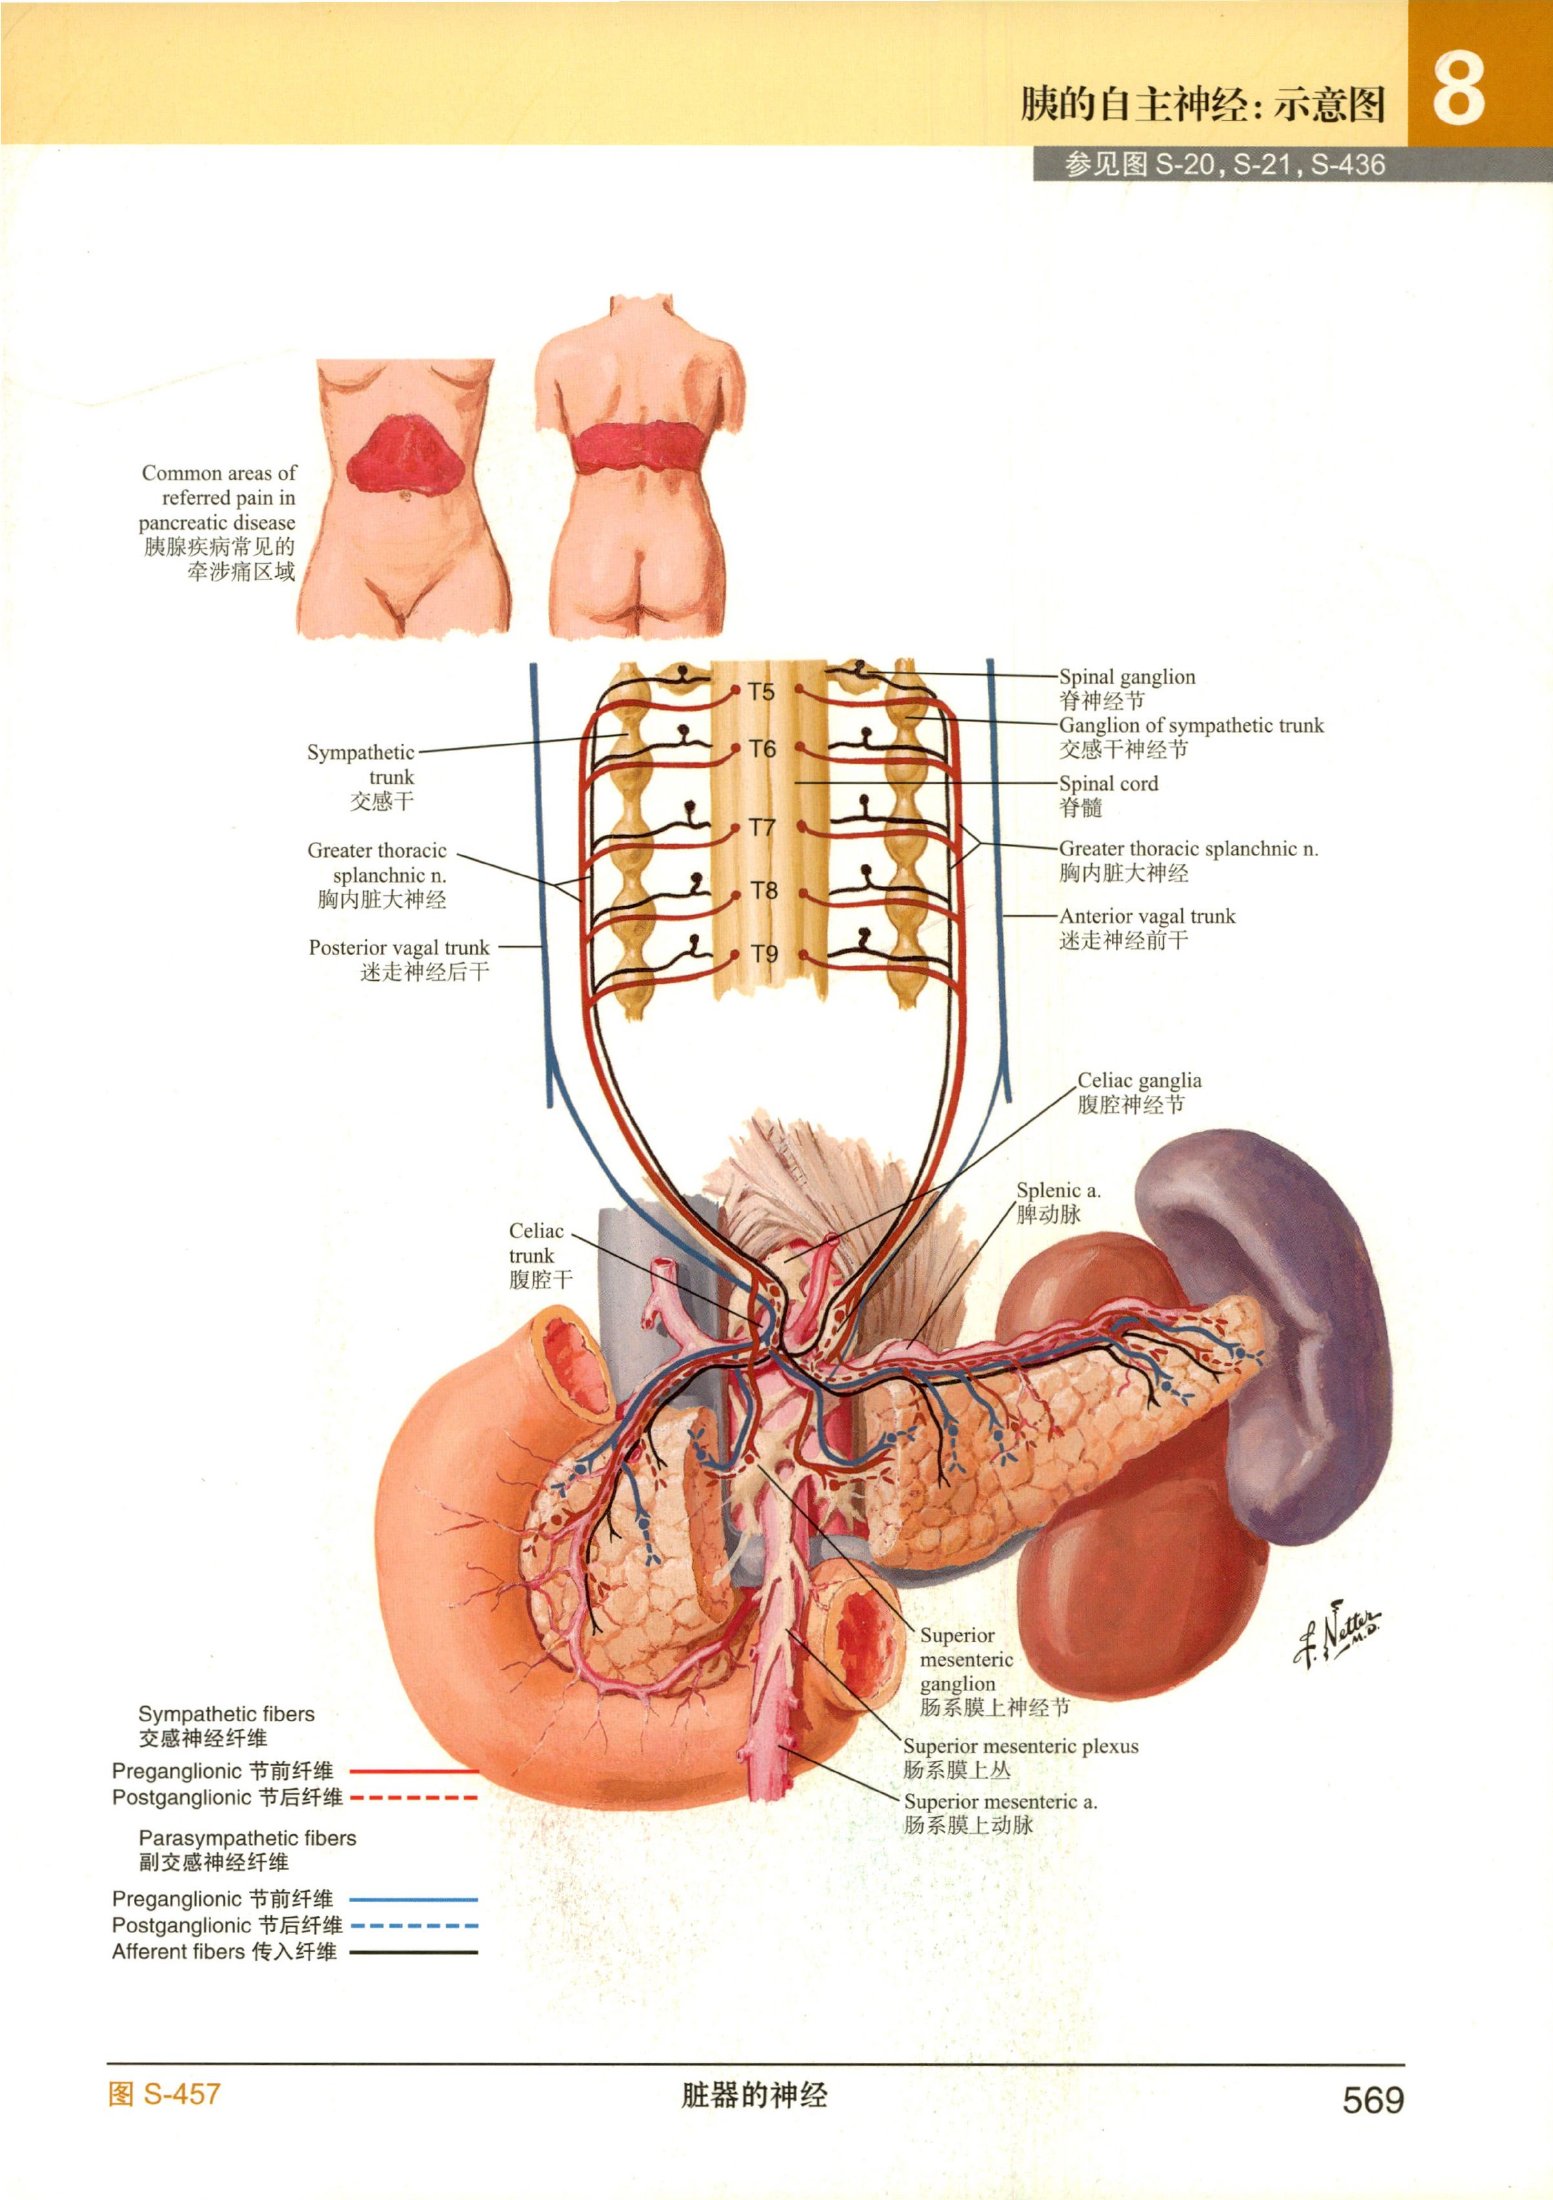 胰的自主神经：示意图
8
参见图 S-20, S-21, S-436
Common areas of
referred pain in
pancreatic disease
胰腺疾病常见的
牵涉痛区域
T5
T6
T7
T8
T9
Sympathetic
trunk
交感干
Greater thoracic
splanchnic n.
胸内脏大神经
Posterior vagal trunk
迷走神经后干
Spinal ganglion
脊神经节
Ganglion of sympathetic trunk
交感干神经节
Spinal cord
脊髓
Greater thoracic splanchnic n.
胸内脏大神经
Anterior vagal trunk
迷走神经前干
Celiac ganglia
腹腔神经节
Splenic a.
脾动脉
Celiac
trunk
腹腔干
Superior
mesenteric
ganglion
肠系膜上神经节
Superior mesenteric plexus
肠系膜上丛
Superior mesenteric a.
肠系膜上动脉
F. Netter
M.D.
Sympathetic fibers
交感神经纤维
Preganglionic 节前纤维
Postganglionic 节后纤维
Parasympathetic fibers
副交感神经纤维
Preganglionic 节前纤维
Postganglionic 节后纤维
Afferent fibers 传入纤维
图 S-457
脏器的神经
569